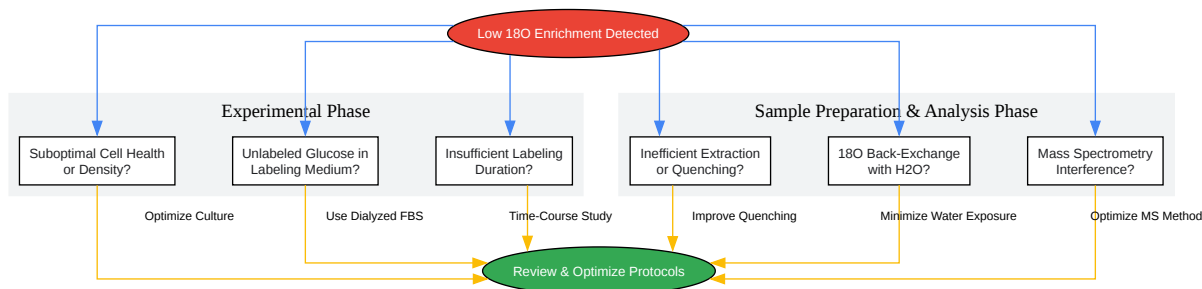 Low 18O Enrichment Detected
Experimental Phase
Sample Preparation & Analysis Phase
Suboptimal Cell Health
or Density?
Unlabeled Glucose in
Labeling Medium?
Insufficient Labeling
Duration?
Inefficient Extraction
or Quenching?
18O Back-Exchange
with H2O?
Mass Spectrometry
Interference?
Optimize Culture
Use Dialyzed FBS
Time-Course Study
Improve Quenching
Minimize Water Exposure
Optimize MS Method
Review & Optimize Protocols